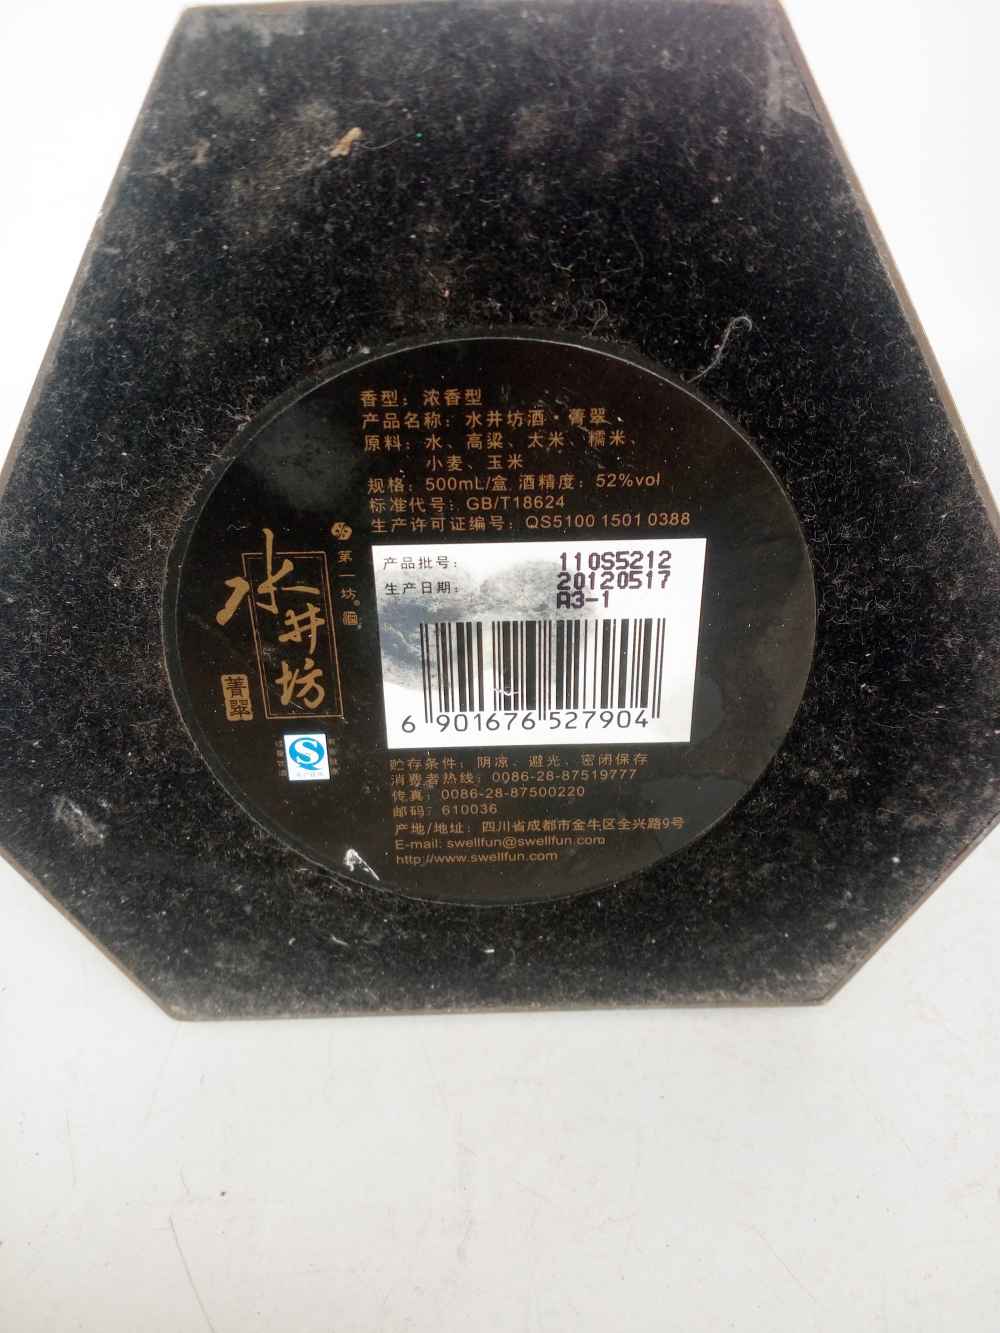 香型：浓香型
产品名称：水井坊酒·菁翠
原料：水、高粱、大米、糯米、
小麦、玉米
规格：500mL/盒 酒精度：52%vol
标准代号：GB/T18624
生产许可证编号：QS5100 1501 0388
第一坊
水井坊
菁翠
产品批号：110S5212
生产日期：20120517
A3-1
6 901676 527904
贮存条件：阴凉、避光、密闭保存
消费者热线：0086-28-87519777
传真：0086-28-87500220
邮码：610036
产地/地址：四川省成都市金牛区全兴路9号
E-mail: swellfun@swellfun.com
http://www.swellfun.com